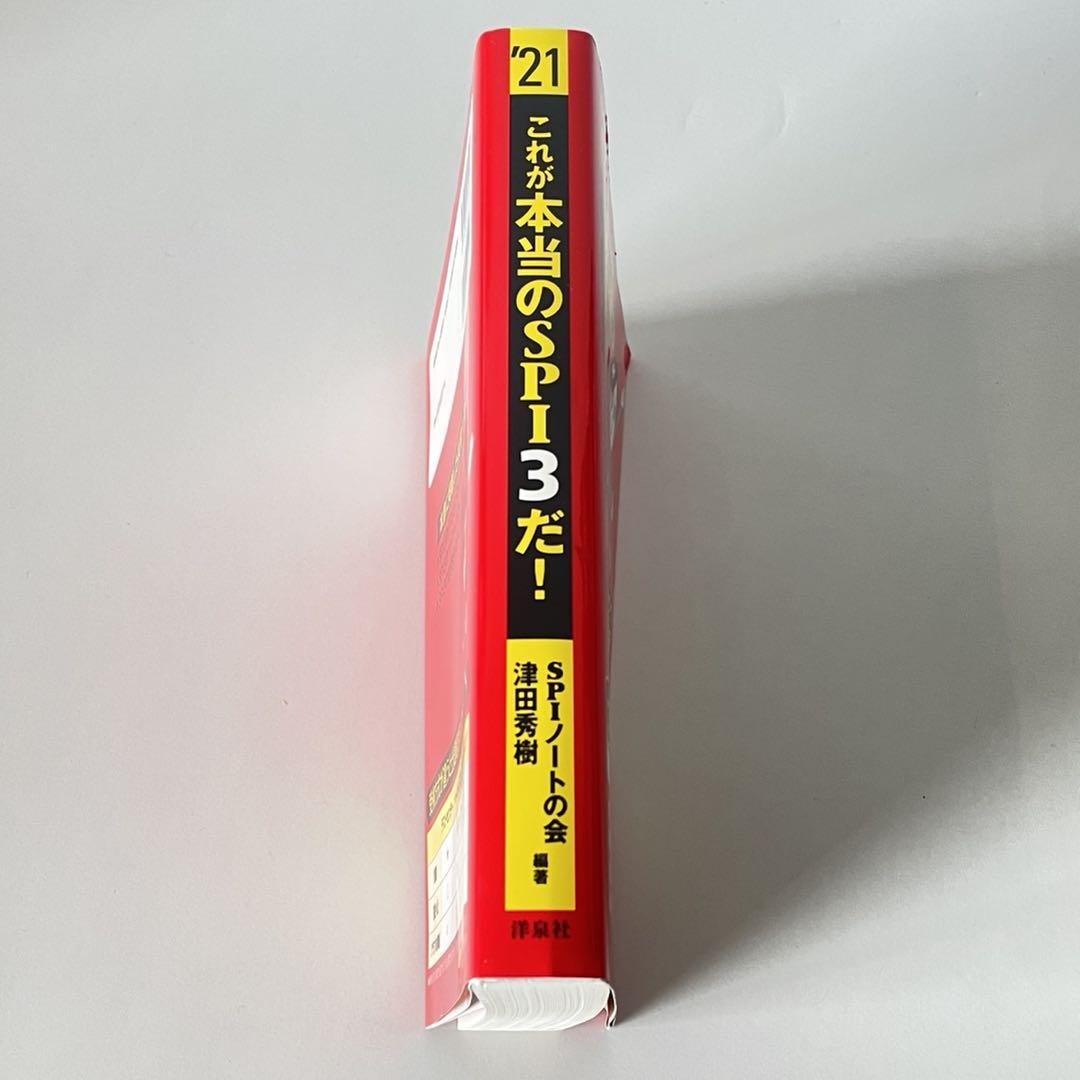 '21
これが本当のSPI3だ!
SPIノートの会
津田秀樹
編著
洋泉社